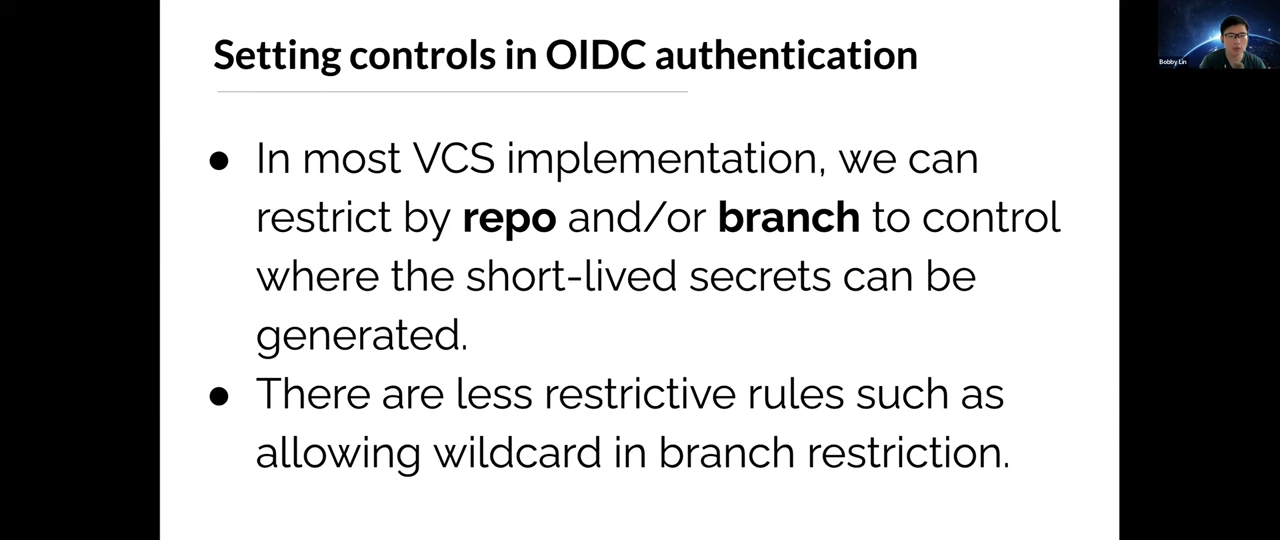 Setting controls in OIDC authentication
● In most VCS implementation, we can
restrict by repo and/or branch to control
where the short-lived secrets can be
generated.
● There are less restrictive rules such as
allowing wildcard in branch restriction.
Bobby Lin